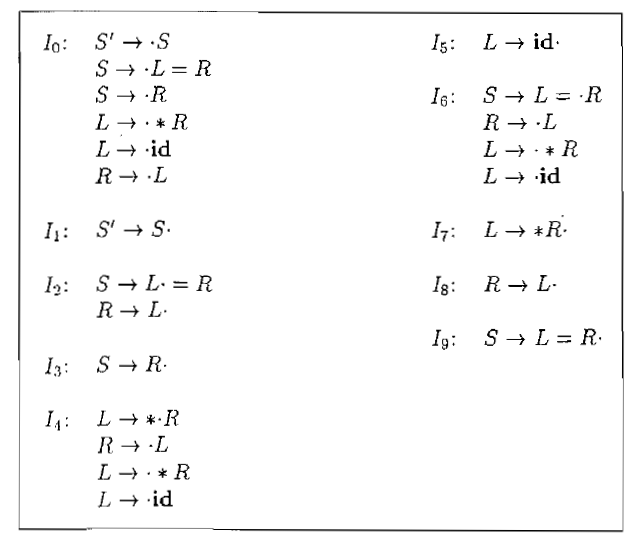 I₀: S′ → ·S
S → ·L = R
S → ·R
L → · * R
L → ·id
R → ·L
I₁: S′ → S·
I₂: S → L· = R
R → L·
I₃: S → R·
I₄: L → *·R
R → ·L
L → · * R
L → ·id
I₅: L → id·
I₆: S → L = ·R
R → ·L
L → · * R
L → ·id
I₇: L → *R·
I₈: R → L·
I₉: S → L = R·